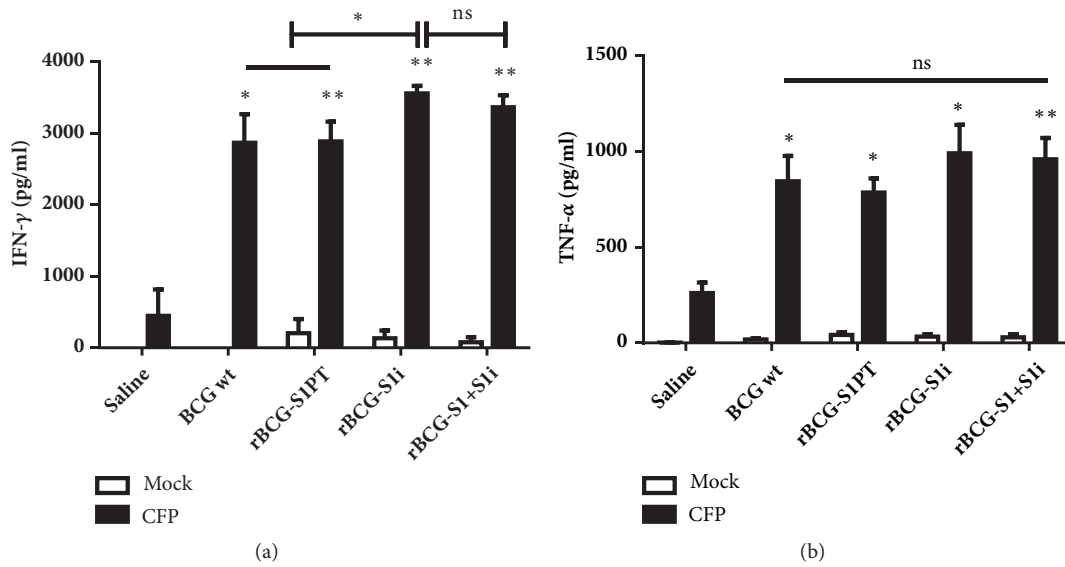 *
ns
4000
3000
2000
1000
0
IFN-γ (pg/ml)
*
**
**
**
Saline
BCG wt
rBCG-S1PT
rBCG-S1i
rBCG-S1+S1i
Mock
CFP
(a)
1500
1000
500
0
TNF-α (pg/ml)
ns
*
*
*
**
Saline
BCG wt
rBCG-S1PT
rBCG-S1i
rBCG-S1+S1i
Mock
CFP
(b)